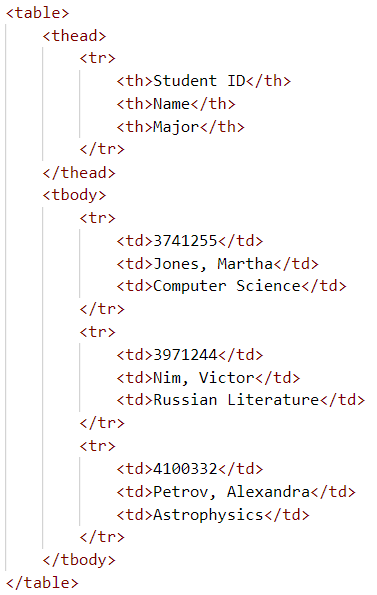 <table>
    <thead>
        <tr>
            <th>Student ID</th>
            <th>Name</th>
            <th>Major</th>
        </tr>
    </thead>
    <tbody>
        <tr>
            <td>3741255</td>
            <td>Jones, Martha</td>
            <td>Computer Science</td>
        </tr>
        <tr>
            <td>3971244</td>
            <td>Nim, Victor</td>
            <td>Russian Literature</td>
        </tr>
        <tr>
            <td>4100332</td>
            <td>Petrov, Alexandra</td>
            <td>Astrophysics</td>
        </tr>
    </tbody>
</table>